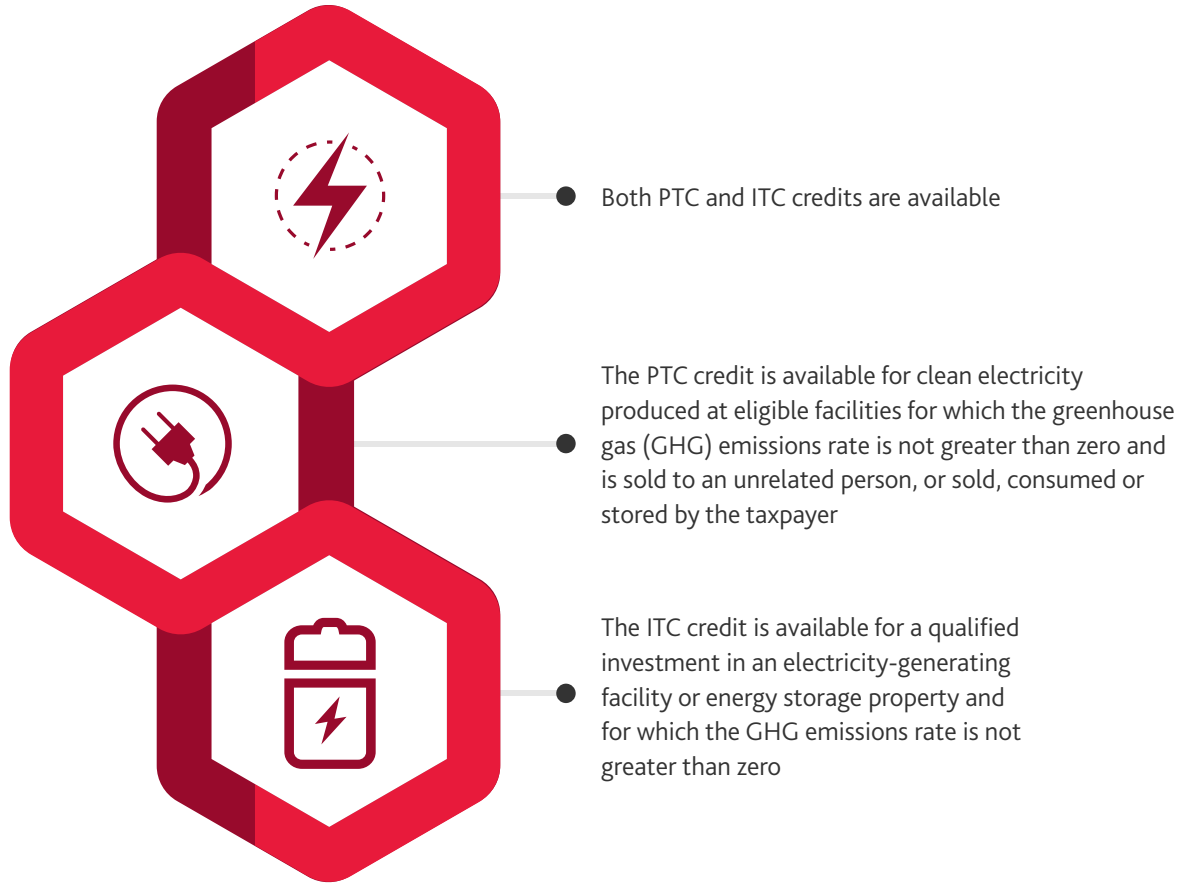 Both PTC and ITC credits are available
The PTC credit is available for clean electricity
produced at eligible facilities for which the greenhouse
gas (GHG) emissions rate is not greater than zero and
is sold to an unrelated person, or sold, consumed or
stored by the taxpayer
The ITC credit is available for a qualified
investment in an electricity-generating
facility or energy storage property and
for which the GHG emissions rate is not
greater than zero